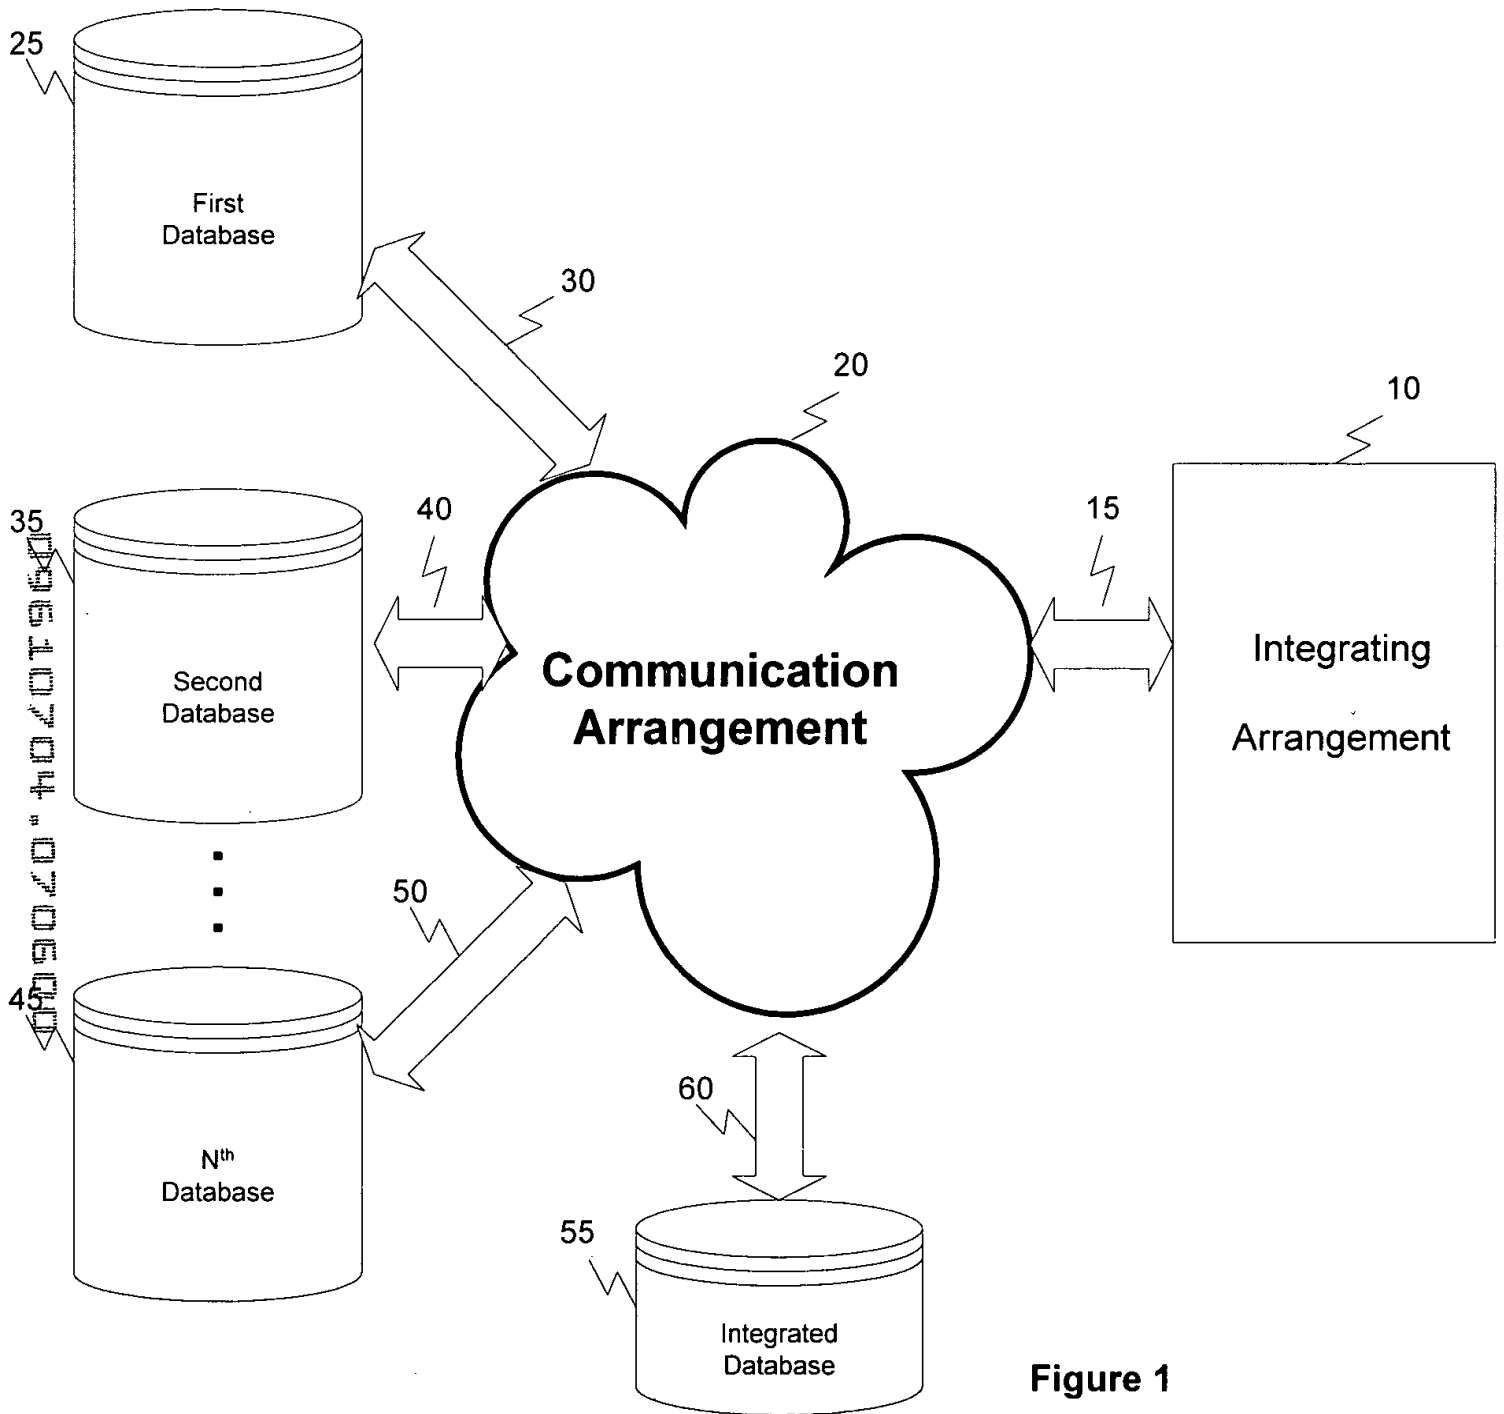 25
First
Database
30
20
10
35
40
15
Second
Database
Communication
Arrangement
Integrating
Arrangement
50
45
Nth
Database
60
55
Integrated
Database
Figure 1